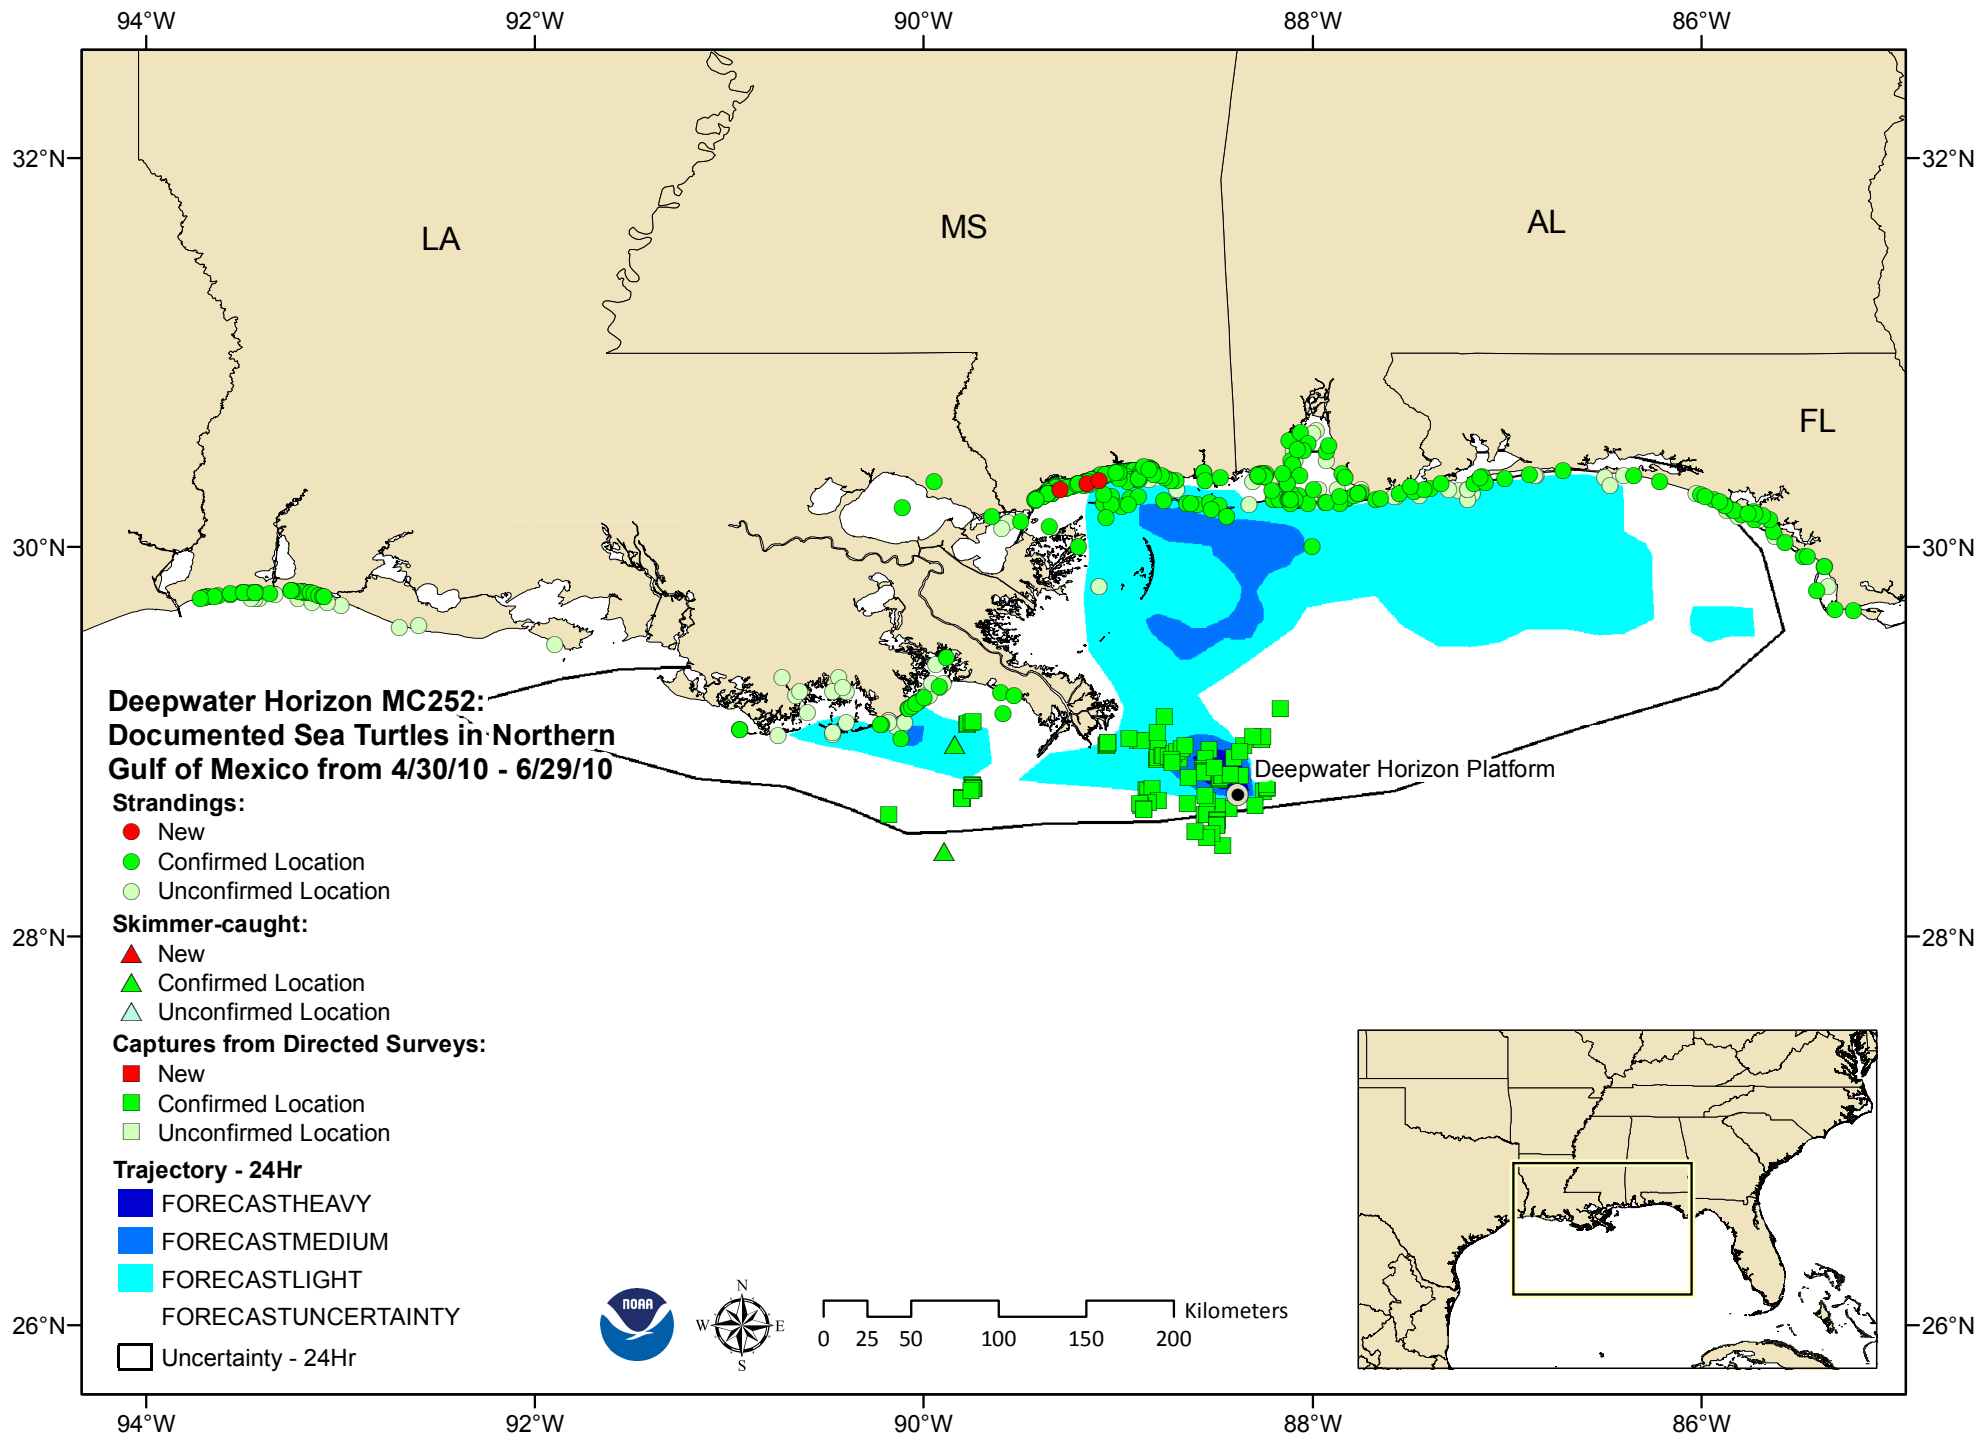 94°W 92°W 90°W 88°W 86°W
32°N 32°N
LA MS AL
FL
30°N 30°N
Deepwater Horizon MC252:
Documented Sea Turtles in Northern
Gulf of Mexico from 4/30/10 - 6/29/10
Deepwater Horizon Platform
Strandings:
New
Confirmed Location
Unconfirmed Location
Skimmer-caught:
New
Confirmed Location
Unconfirmed Location
28°N 28°N
Captures from Directed Surveys:
New
Confirmed Location
Unconfirmed Location
Trajectory - 24Hr
FORECASTHEAVY
FORECASTMEDIUM
FORECASTLIGHT
FORECASTUNCERTAINTY
Uncertainty - 24Hr
NOAA
N
W E
S
Kilometers
0 25 50 100 150 200
26°N 26°N
94°W 92°W 90°W 88°W 86°W